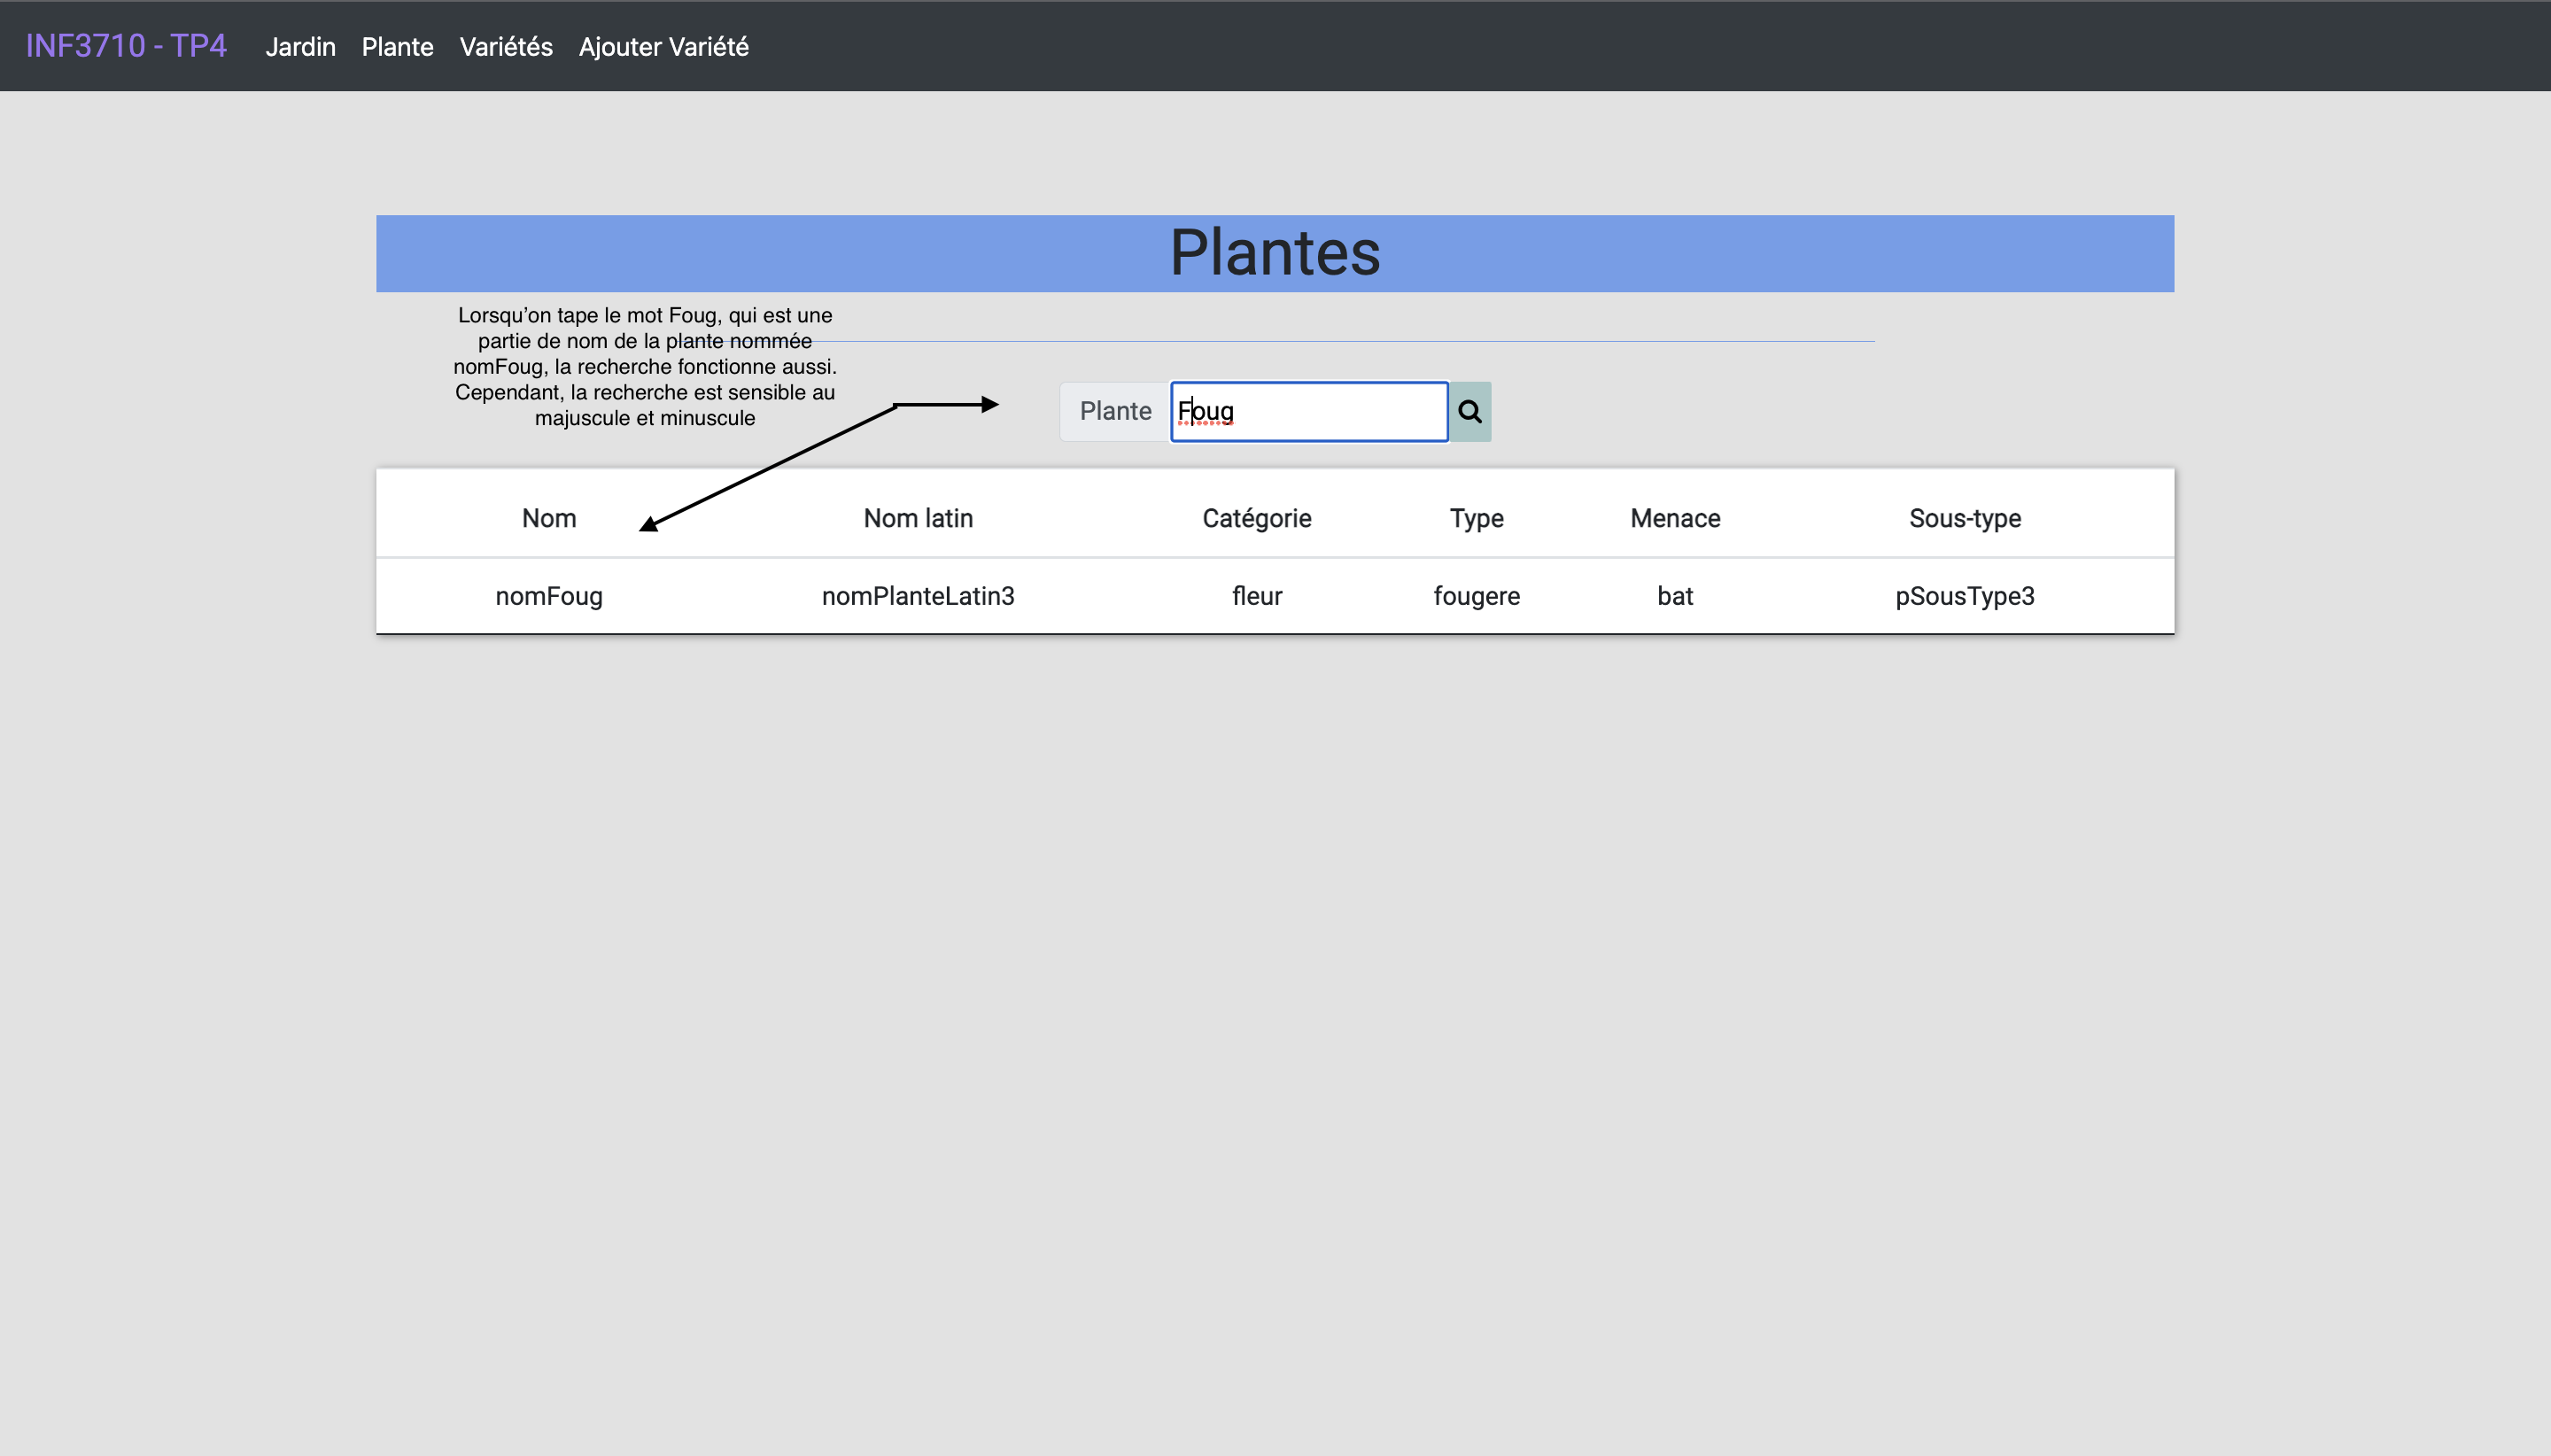 INF3710 - TP4 Jardin Plante Variétés Ajouter Variété
Plantes
Lorsqu’on tape le mot Foug, qui est une
partie de nom de la plante nommée
nomFoug, la recherche fonctionne aussi.
Cependant, la recherche est sensible au
majuscule et minuscule
Plante Foug
Nom Nom latin Catégorie Type Menace Sous-type
nomFoug nomPlanteLatin3 fleur fougere bat pSousType3